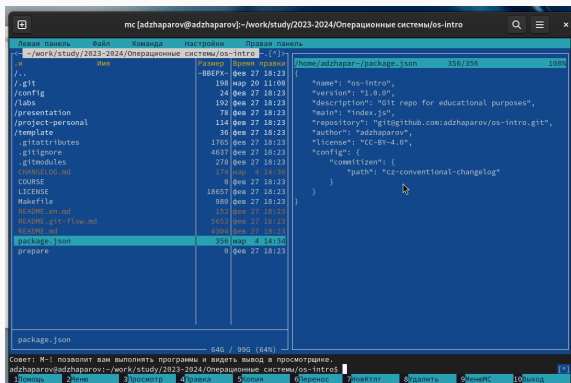 mc [adzhaparov@adzhaparov]:~/work/study/2023-2024/Операционные системы/os-intro
Левая панель Файл Команда Настройки Правая панель
<─ ~/work/study/2023-2024/Операционные системы/os-intro ─.[^]>
.и Имя Размер Время правки
/.. -ВВЕРХ- фев 27 18:23
/.git 198 мар 20 11:08
/config 24 фев 27 18:23
/labs 192 фев 27 18:23
/presentation 78 фев 27 18:23
/project-personal 114 фев 27 18:23
/template 36 фев 27 18:23
.gitattributes 1765 фев 27 18:23
.gitignore 4637 фев 27 18:23
.gitmodules 278 фев 27 18:23
CHANGELOG.md 174 мар 4 14:36
COURSE 0 фев 27 18:23
LICENSE 18657 фев 27 18:23
Makefile 980 фев 27 18:23
README.en.md 152 фев 27 18:23
README.git-flow.md 5653 фев 27 18:23
README.md 4304 фев 27 18:23
package.json 356 мар 4 14:34
prepare 0 фев 27 18:23
package.json
64G / 99G (64%)
/home/adzhapar~/package.json 356/356 100%
{
"name": "os-intro",
"version": "1.0.0",
"description": "Git repo for educational purposes",
"main": "index.js",
"repository": "git@github.com:adzhaparov/os-intro.git",
"author": "adzhaparov",
"license": "CC-BY-4.0",
"config": {
"commitizen": {
"path": "cz-conventional-changelog"
}
}
}
Совет: M-! позволит вам выполнять программы и видеть вывод в просмотрщике.
adzhaparov@adzhaparov:~/work/study/2023-2024/Операционные системы/os-intro$ [^]
1Помощь 2Меню 3Просмотр 4Правка 5Копия 6Перенос 7НовКтлг 8Удалить 9МенюMC 10Выход